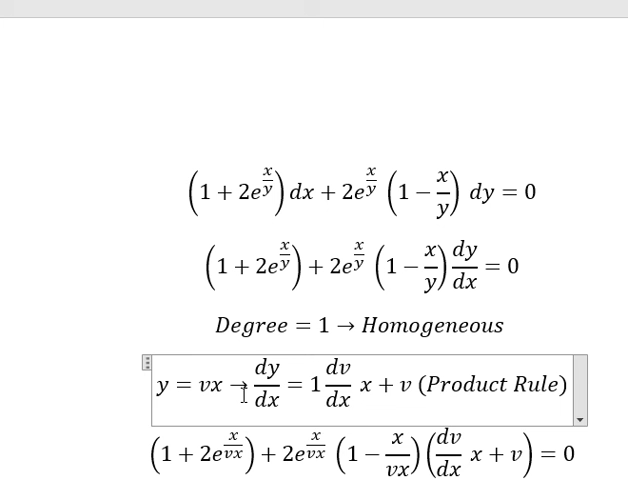 (1 + 2e^{x/y}) dx + 2e^{x/y} (1 − x/y) dy = 0
(1 + 2e^{x/y}) + 2e^{x/y} (1 − x/y) dy/dx = 0
Degree = 1 → Homogeneous
y = vx → dy/dx = 1 dv/dx x + v (Product Rule)
(1 + 2e^{x/vx}) + 2e^{x/vx} (1 − x/vx) (dv/dx x + v) = 0